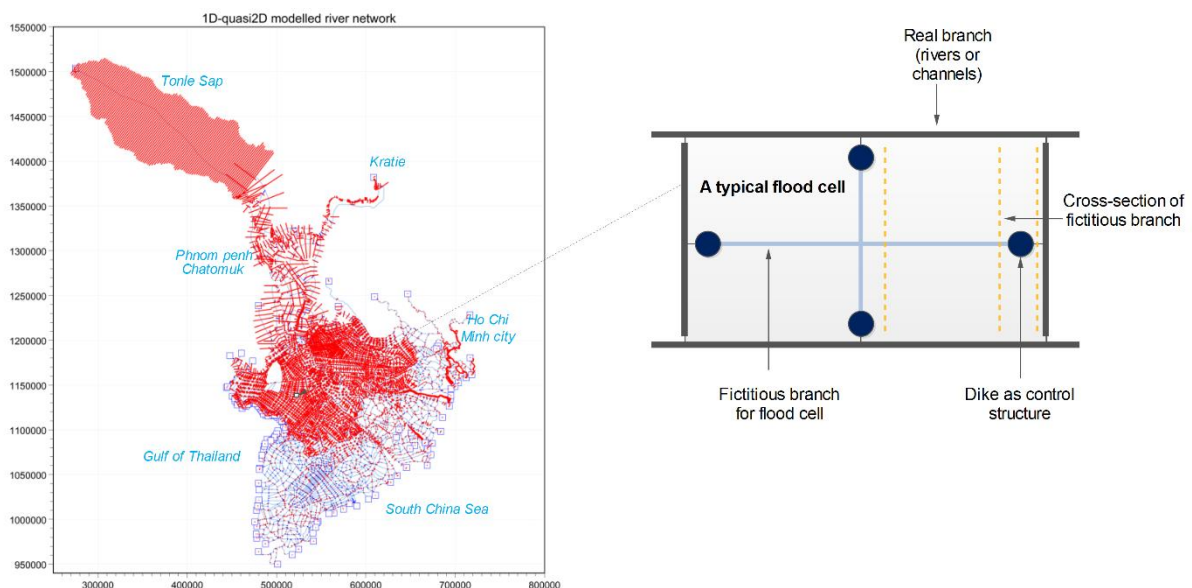 1D-quasi2D modelled river network
1550000
1500000
1450000
1400000
1350000
1300000
1250000
1200000
1150000
1100000
1050000
1000000
950000
300000 400000 500000 600000 700000 800000
Tonle Sap
Kratie
Phnom penh
Chatomuk
Ho Chi
Minh city
Gulf of Thailand
South China Sea
Real branch
(rivers or
channels)
A typical flood cell
Cross-section of
fictitious branch
Fictitious branch
for flood cell
Dike as control
structure